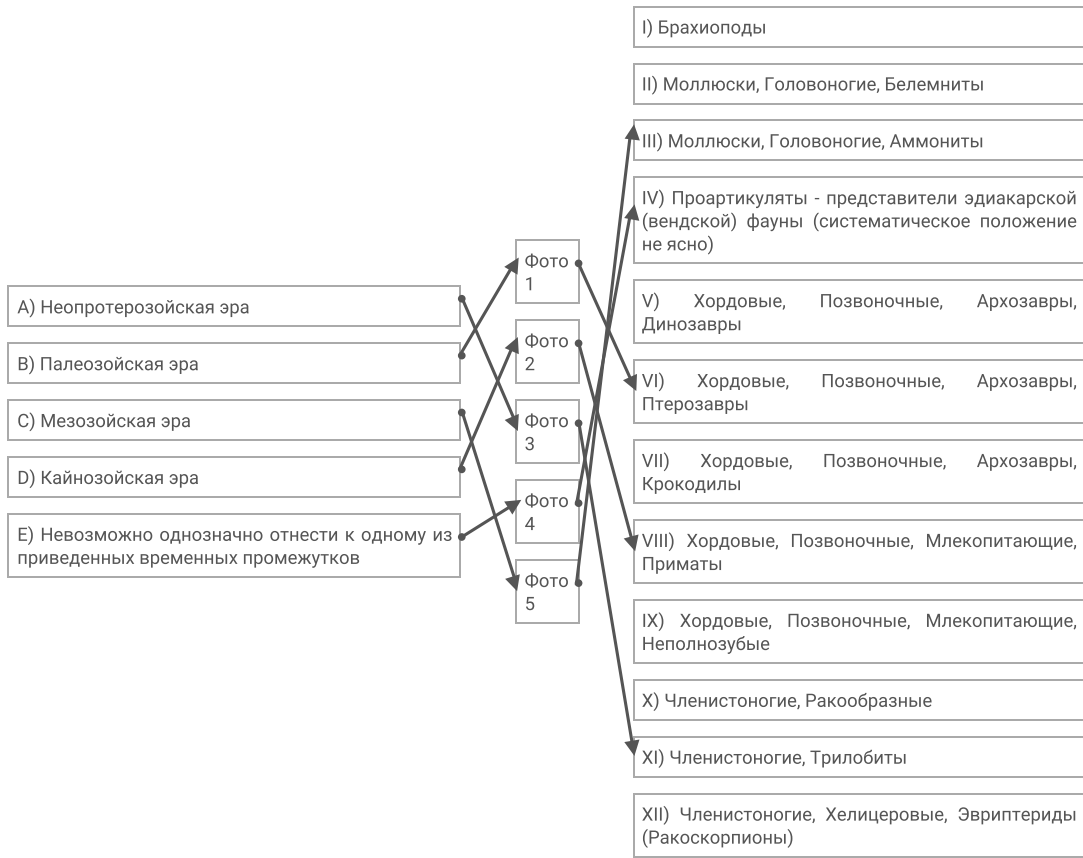 A) Неопротерозойская эра
B) Палеозойская эра
C) Мезозойская эра
D) Кайнозойская эра
E) Невозможно однозначно отнести к одному из
приведенных временных промежутков
Фото
1
Фото
2
Фото
3
Фото
4
Фото
5
I) Брахиоподы
II) Моллюски, Головоногие, Белемниты
III) Моллюски, Головоногие, Аммониты
IV) Проартикуляты - представители эдиакарской
(вендской) фауны (систематическое положение
не ясно)
V) Хордовые, Позвоночные, Архозавры,
Динозавры
VI) Хордовые, Позвоночные, Архозавры,
Птерозавры
VII) Хордовые, Позвоночные, Архозавры,
Крокодилы
VIII) Хордовые, Позвоночные, Млекопитающие,
Приматы
IX) Хордовые, Позвоночные, Млекопитающие,
Неполнозубые
X) Членистоногие, Ракообразные
XI) Членистоногие, Трилобиты
XII) Членистоногие, Хелицеровые, Эвриптериды
(Ракоскорпионы)